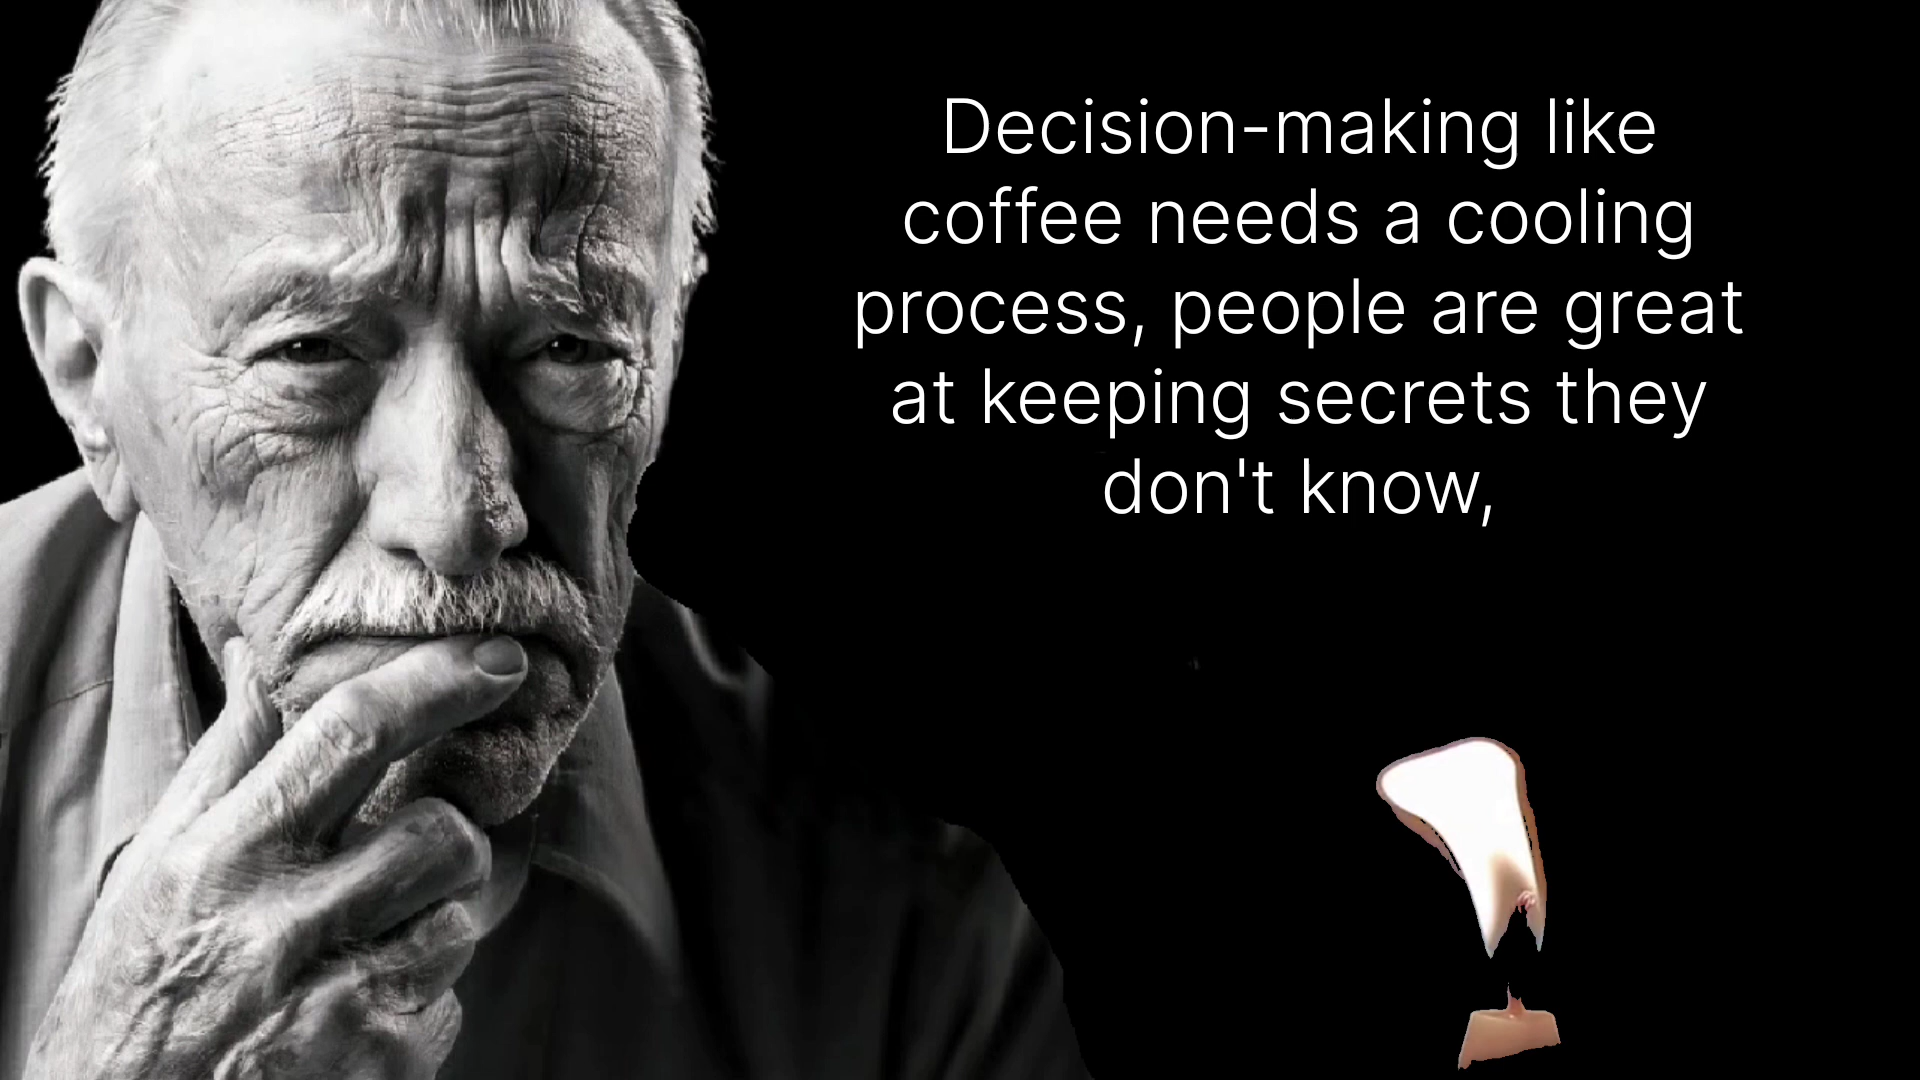 Decision-making like
coffee needs a cooling
process, people are great
at keeping secrets they
don't know,